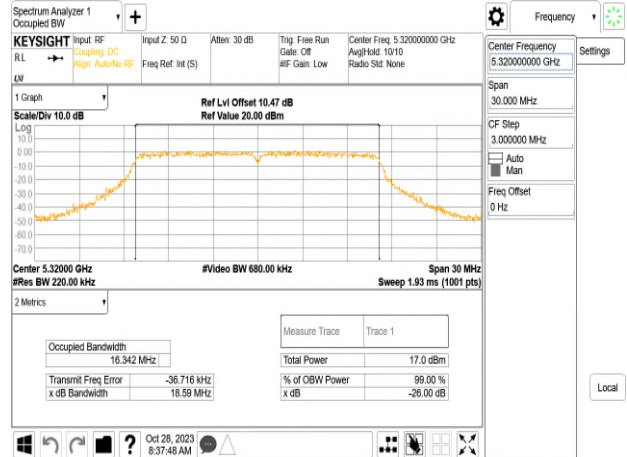 Spectrum Analyzer 1
Occupied BW
Frequency
KEYSIGHT
R L
Input: RF
Coupling: DC
Align: Auto/No RF
Input Z: 50 Ω
Freq Ref: Int (S)
Atten: 30 dB
Trig: Free Run
Gate: Off
#IF Gain: Low
Center Freq: 5.320000000 GHz
Avg|Hold: 10/10
Radio Std: None
Center Frequency
5.320000000 GHz
Settings
Span
30.000 MHz
CF Step
3.000000 MHz
Auto
Man
Freq Offset
0 Hz
Local
1 Graph
Scale/Div 10.0 dB
Ref Lvl Offset 10.47 dB
Ref Value 20.00 dBm
Log
10.0
0.00
-10.0
-20.0
-30.0
-40.0
-50.0
-60.0
-70.0
Center 5.32000 GHz
#Res BW 220.00 kHz
#Video BW 680.00 kHz
Span 30 MHz
Sweep 1.93 ms (1001 pts)
2 Metrics
Measure Trace Trace 1
Occupied Bandwidth
16.342 MHz
Total Power 17.0 dBm
Transmit Freq Error -36.716 kHz
% of OBW Power 99.00 %
x dB Bandwidth 18.59 MHz
x dB -26.00 dB
Oct 28, 2023
8:37:48 AM